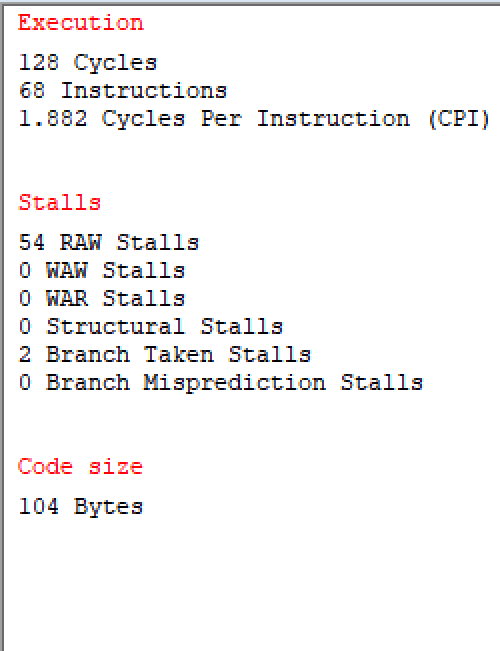 Execution
128 Cycles
68 Instructions
1.882 Cycles Per Instruction (CPI)
Stalls
54 RAW Stalls
0 WAW Stalls
0 WAR Stalls
0 Structural Stalls
2 Branch Taken Stalls
0 Branch Misprediction Stalls
Code size
104 Bytes